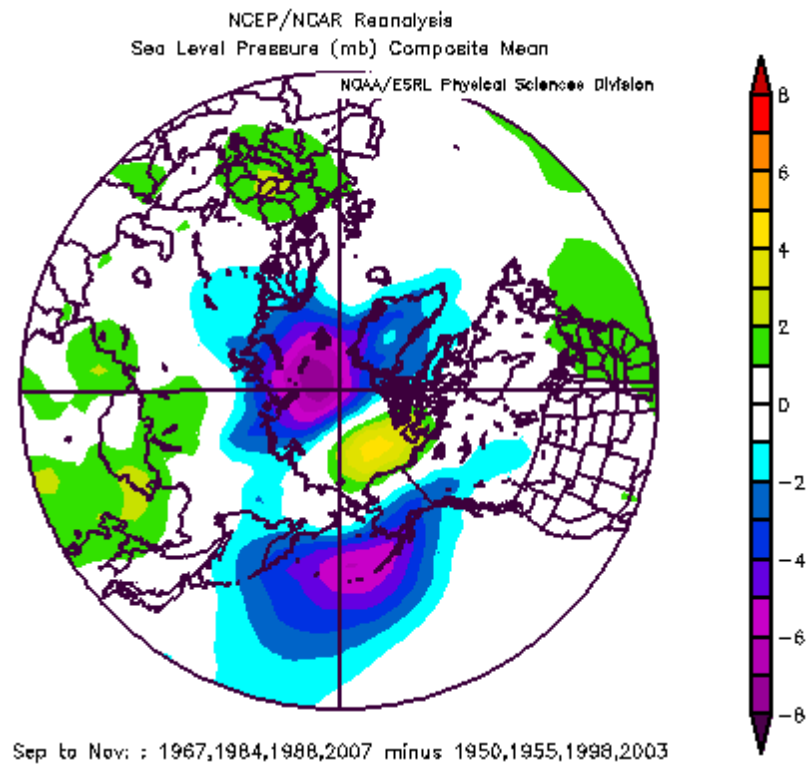 NCEP/NCAR Reanalysis
Sea Level Pressure (mb) Composite Mean
NOAA/ESRL Physical Sciences Division
8
6
4
2
0
-2
-4
-6
-8
Sep to Nov: : 1967,1984,1988,2007 minus 1950,1955,1998,2003